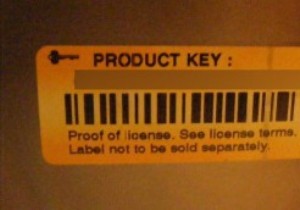 PRODUCT KEY :
Proof of license. See license terms.
Label not to be sold separately.